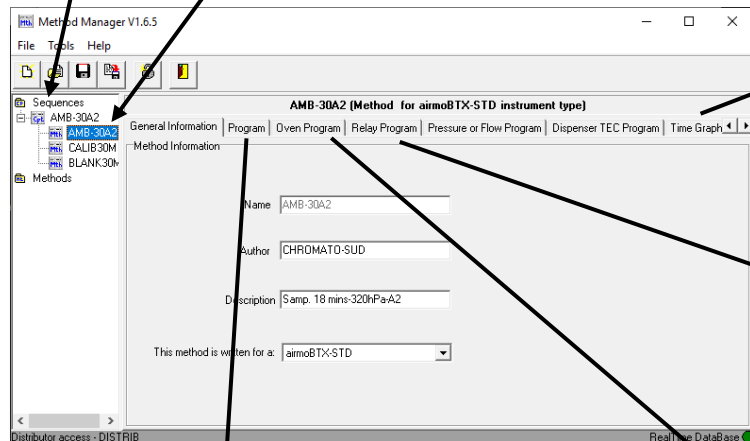 Method Manager V1.6.5
File Tools Help
Sequences
AMB-30A2
AMB-30A2
CALIB30M
BLANK30M
Methods
AMB-30A2 (Method for airmoBTX-STD instrument type)
General Information Program Oven Program Relay Program Pressure or Flow Program Dispenser TEC Program Time Graph
Method Information
Name AMB-30A2
Author CHROMATO-SUD
Description Samp. 18 mins-320hPa-A2
This method is written for a: airmoBTX-STD
Distributor access - DISTRIB RealTime DataBase